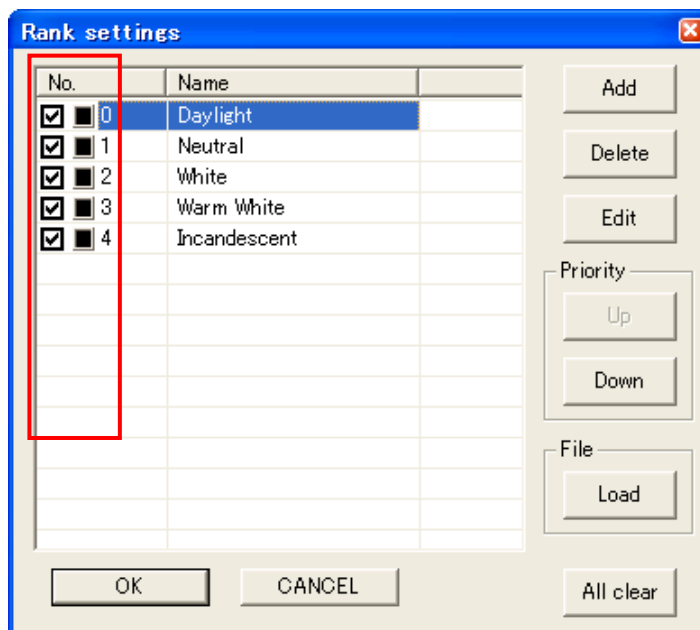 Rank settings
No. Name
0 Daylight
1 Neutral
2 White
3 Warm White
4 Incandescent
Add
Delete
Edit
Priority
Up
Down
File
Load
OK CANCEL All clear